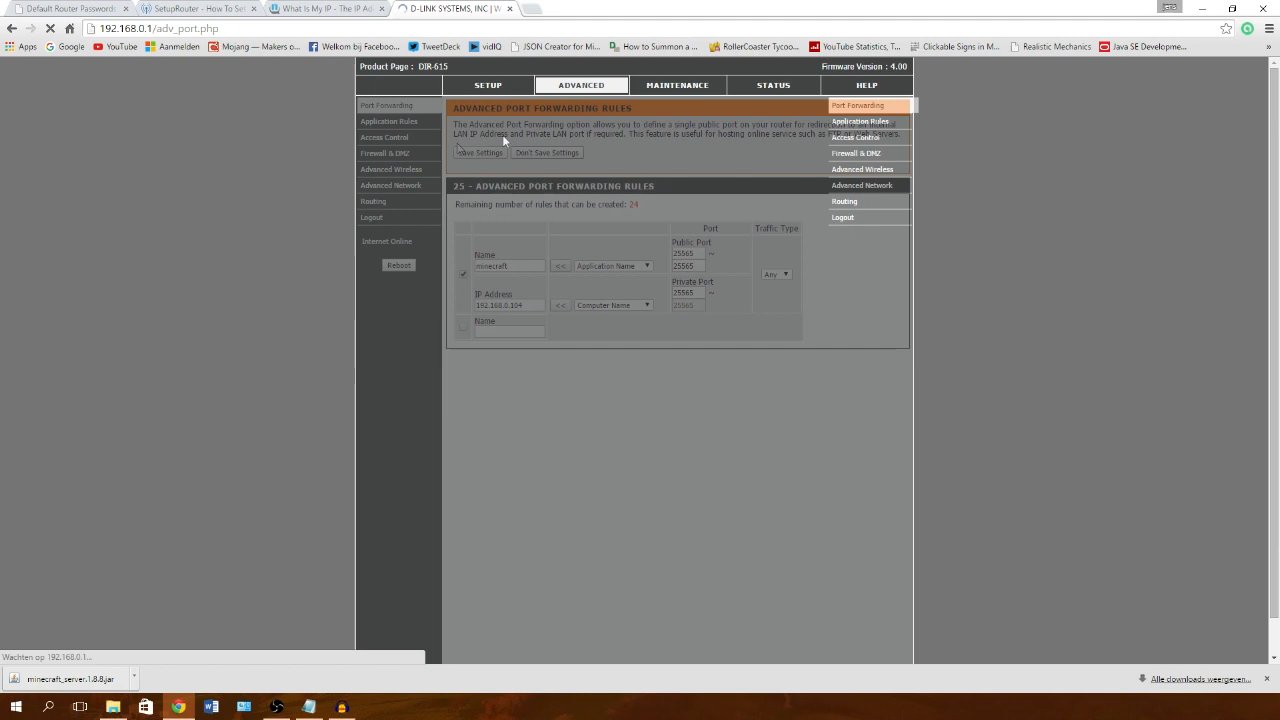 Default Router Password:
SetupRouter - How To Set
What Is My IP - The IP Ad
D-LINK SYSTEMS, INC | W
192.168.0.1/adv_port.php
Apps
Google
YouTube
Aanmelden
Mojang — Makers o...
Welkom bij Faceboo...
TweetDeck
vidIQ
JSON Creator for Mi...
How to Summon a ...
RollerCoaster Tycoo...
YouTube Statistics, T...
Clickable Signs in M...
Realistic Mechanics
Java SE Developme...
»
Product Page : DIR-615
Firmware Version : 4.00
SETUP
ADVANCED
MAINTENANCE
STATUS
HELP
Port Forwarding
Application Rules
Access Control
Firewall & DMZ
Advanced Wireless
Advanced Network
Routing
Logout
Internet Online
Reboot
ADVANCED PORT FORWARDING RULES
The Advanced Port Forwarding option allows you to define a single public port on your router for
LAN IP Address and Private LAN port if required. This feature is useful for hosting online service such as
Save Settings
Don't Save Settings
25 - ADVANCED PORT FORWARDING RULES
Remaining number of rules that can be created: 24
Port
Traffic Type
Name
minecraft
<<
Application Name
Public Port
25565 ~
25565
Any
IP Address
192.168.0.104
<<
Computer Name
Private Port
25565 ~
25565
Name
Port Forwarding
Application Rules
Access Control
Firewall & DMZ
Advanced Wireless
Advanced Network
Routing
Logout
Wachten op 192.168.0.1...
minecraft_server.1.8.8.jar
Alle downloads weergeven...